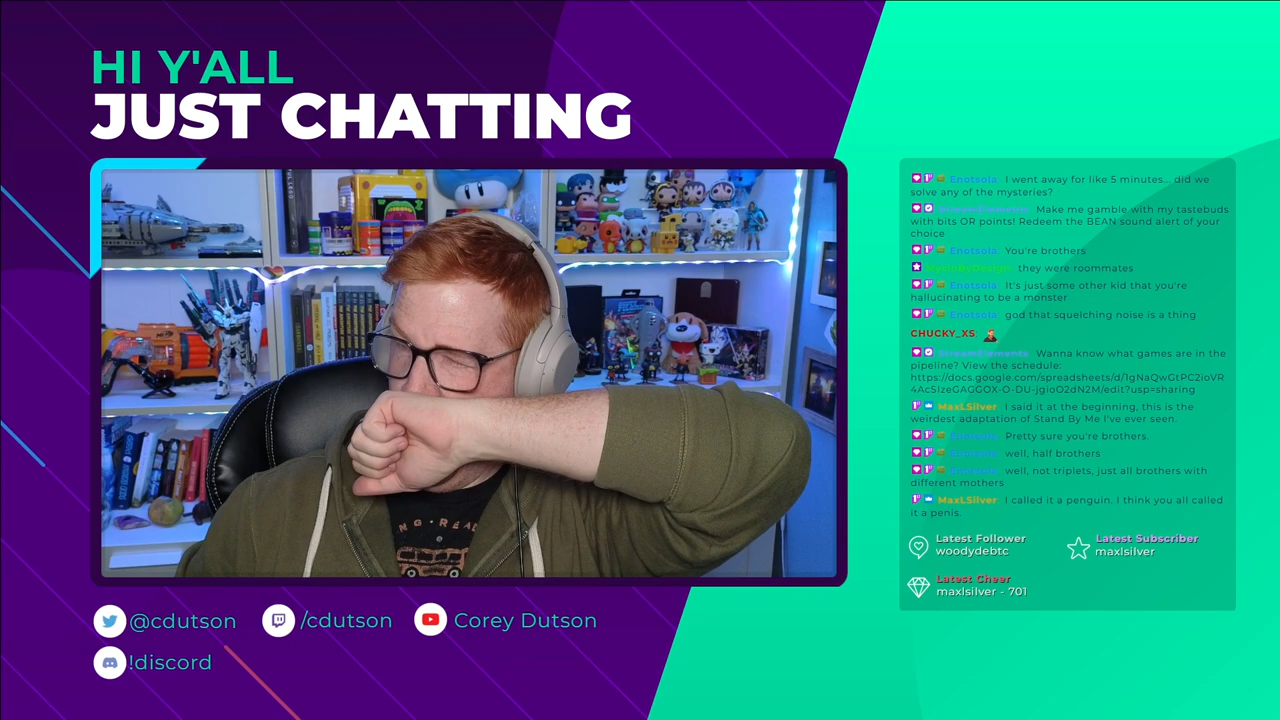 HI Y'ALL
JUST CHATTING
NG • READ
Enotsola: I went away for like 5 minutes... did we
solve any of the mysteries?
StreamElements: Make me gamble with my tastebuds
with bits OR points! Redeem the BEAN sound alert of your
choice
Enotsola: You're brothers
they were roommates
Enotsola: It's just some other kid that you're
hallucinating to be a monster
Enotsola: god that squelching noise is a thing
CHUCKY_XS:
StreamElements: Wanna know what games are in the
pipeline? View the schedule:
https://docs.google.com/spreadsheets/d/1gNaQwGtPC2ioVR
4AcSIzeGAGGOX-O-DU-jgioO2dN2M/edit?usp=sharing
MaxLSilver: I said it at the beginning, this is the
weirdest adaptation of Stand By Me I've ever seen.
Enotsola: Pretty sure you're brothers.
Enotsola: well, half brothers
Enotsola: well, not triplets, just all brothers with
different mothers
MaxLSilver: I called it a penguin. I think you all called
it a penis.
Latest Follower
woodydebtc
Latest Subscriber
maxlsilver
Latest Cheer
maxlsilver - 701
@cdutson
/cdutson
Corey Dutson
!discord